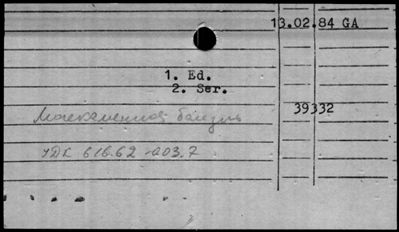 13.02.84 GA
1. Ed.
2. Ser.
39332
Мочекаменная болезнь
УДК 616.62-003.7